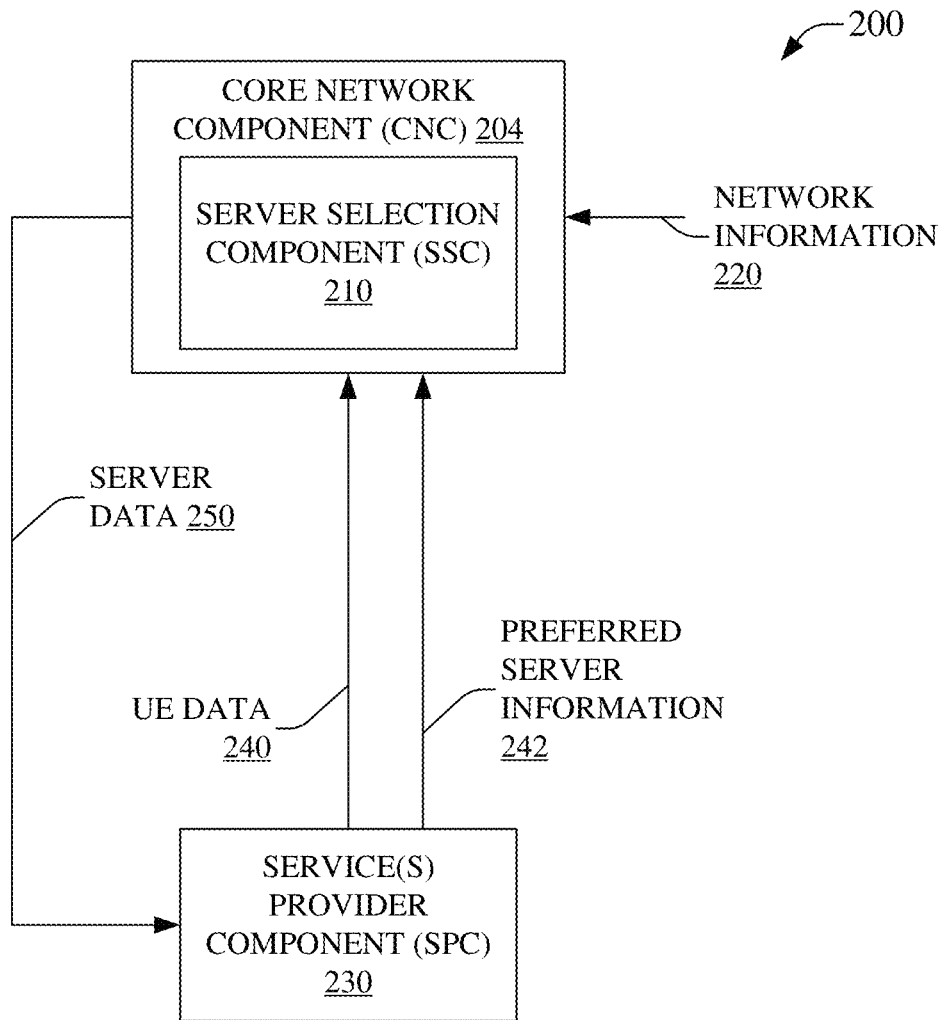 200
CORE NETWORK
COMPONENT (CNC) 204
SERVER SELECTION
COMPONENT (SSC)
210
NETWORK
INFORMATION
220
SERVER
DATA 250
PREFERRED
SERVER
INFORMATION
242
UE DATA
240
SERVICE(S)
PROVIDER
COMPONENT (SPC)
230